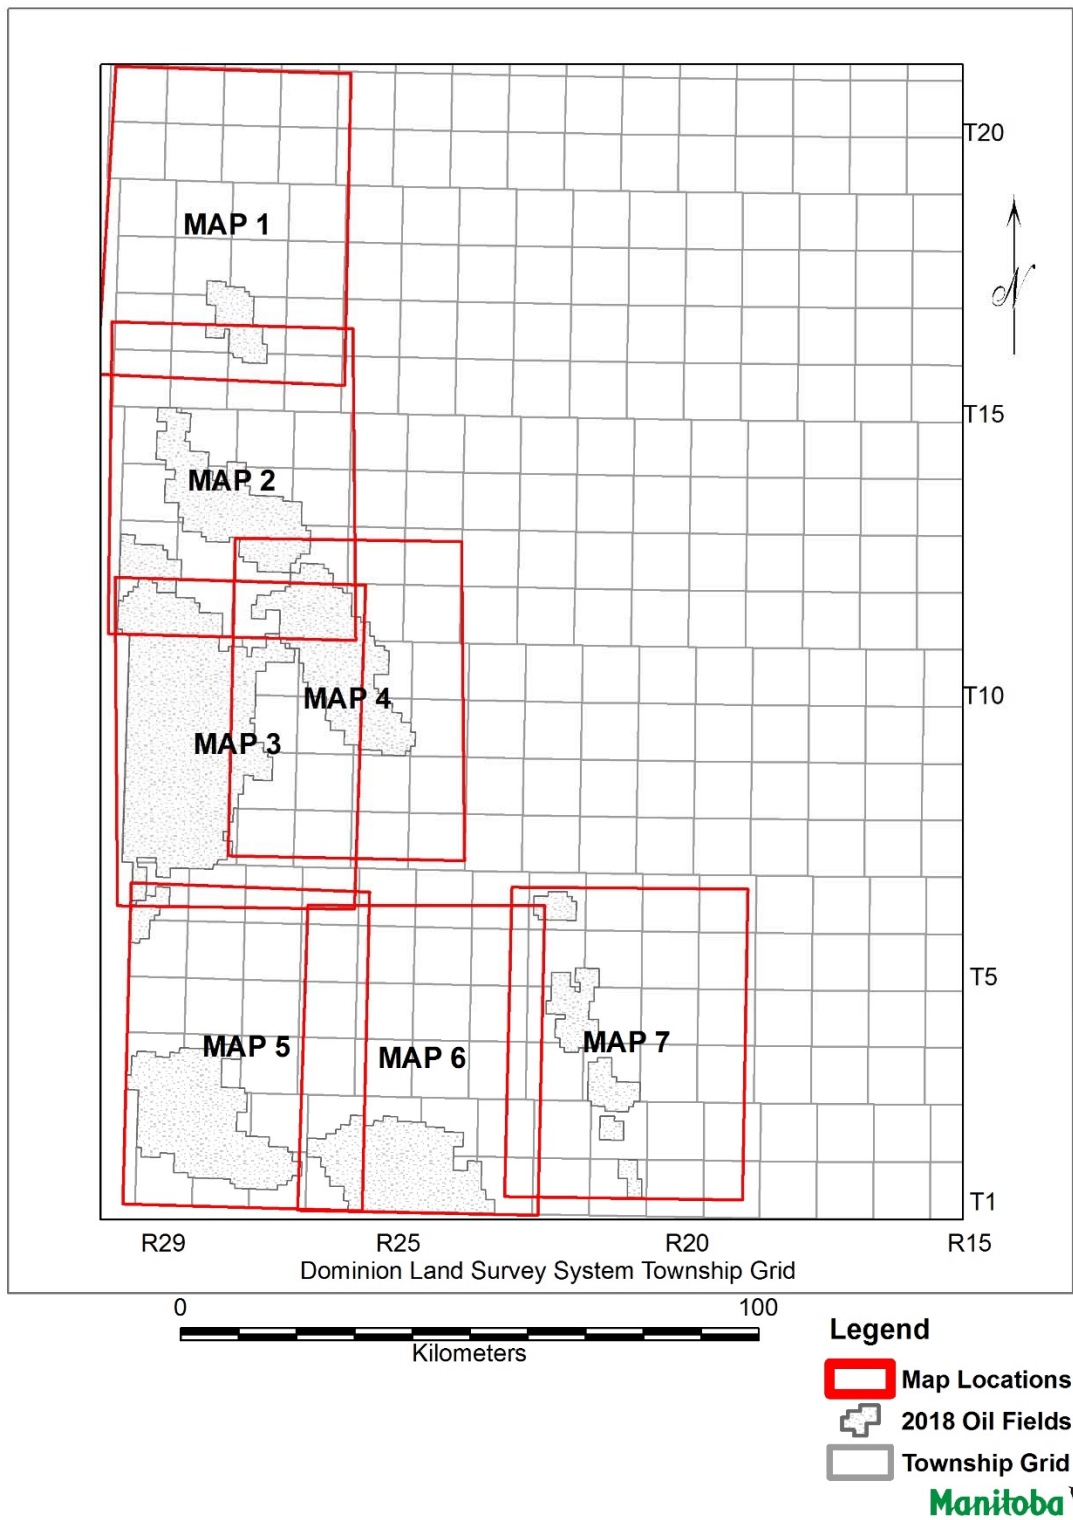 T20
MAP 1
N
T15
MAP 2
T10
MAP 4
MAP 3
T5
MAP 5
MAP 7
MAP 6
T1
R29 R25 R20 R15
Dominion Land Survey System Township Grid
0 100
Kilometers
Legend
Map Locations
2018 Oil Fields
Township Grid
Manitoba